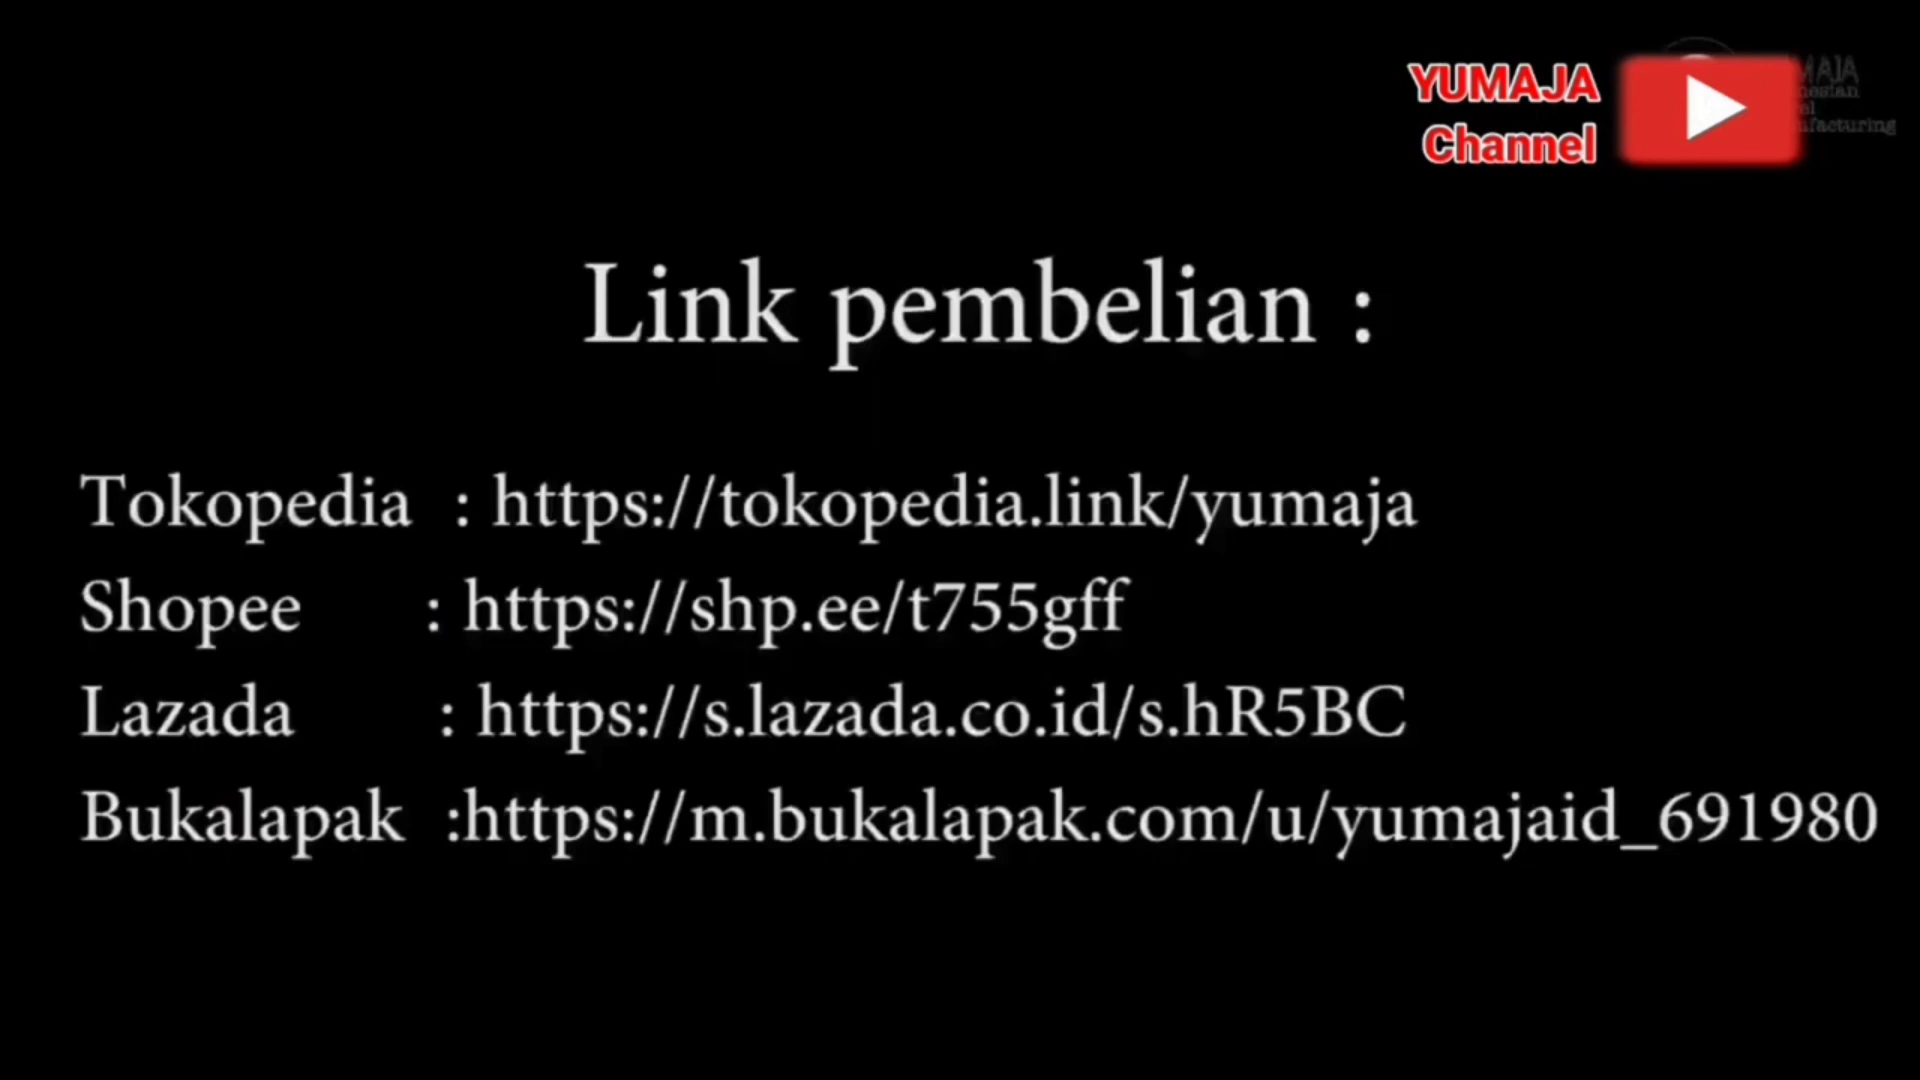 YUMAJA
Channel
Link pembelian :
Tokopedia : https://tokopedia.link/yumaja
Shopee : https://shp.ee/t755gff
Lazada : https://s.lazada.co.id/s.hR5BC
Bukalapak :https://m.bukalapak.com/u/yumajaid_691980